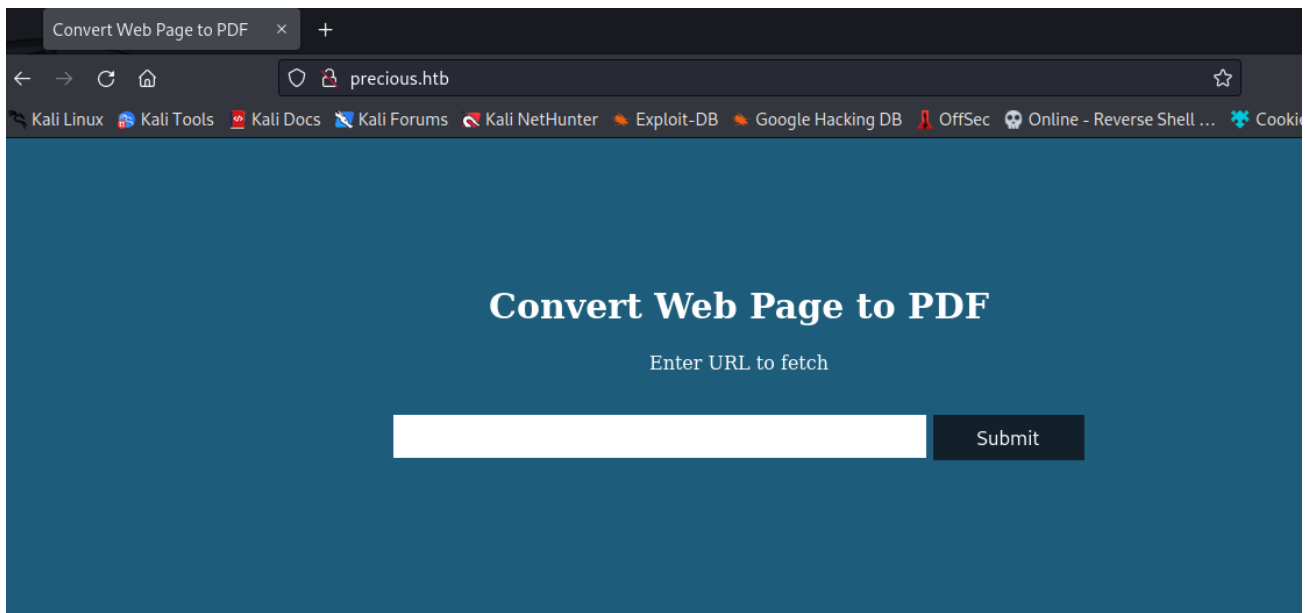 Convert Web Page to PDF × +
precious.htb
Kali Linux Kali Tools Kali Docs Kali Forums Kali NetHunter Exploit-DB Google Hacking DB OffSec Online - Reverse Shell ... Cookie
Convert Web Page to PDF
Enter URL to fetch
Submit